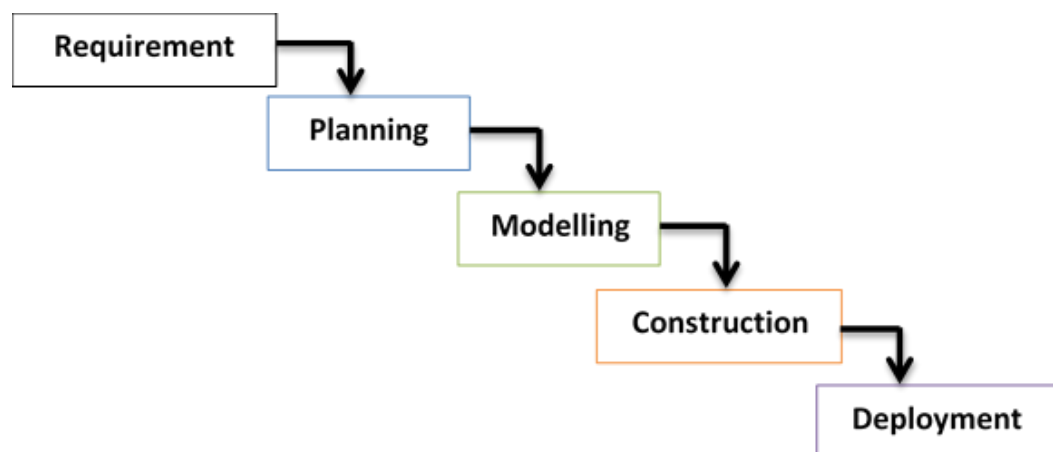 Requirement
Planning
Modelling
Construction
Deployment